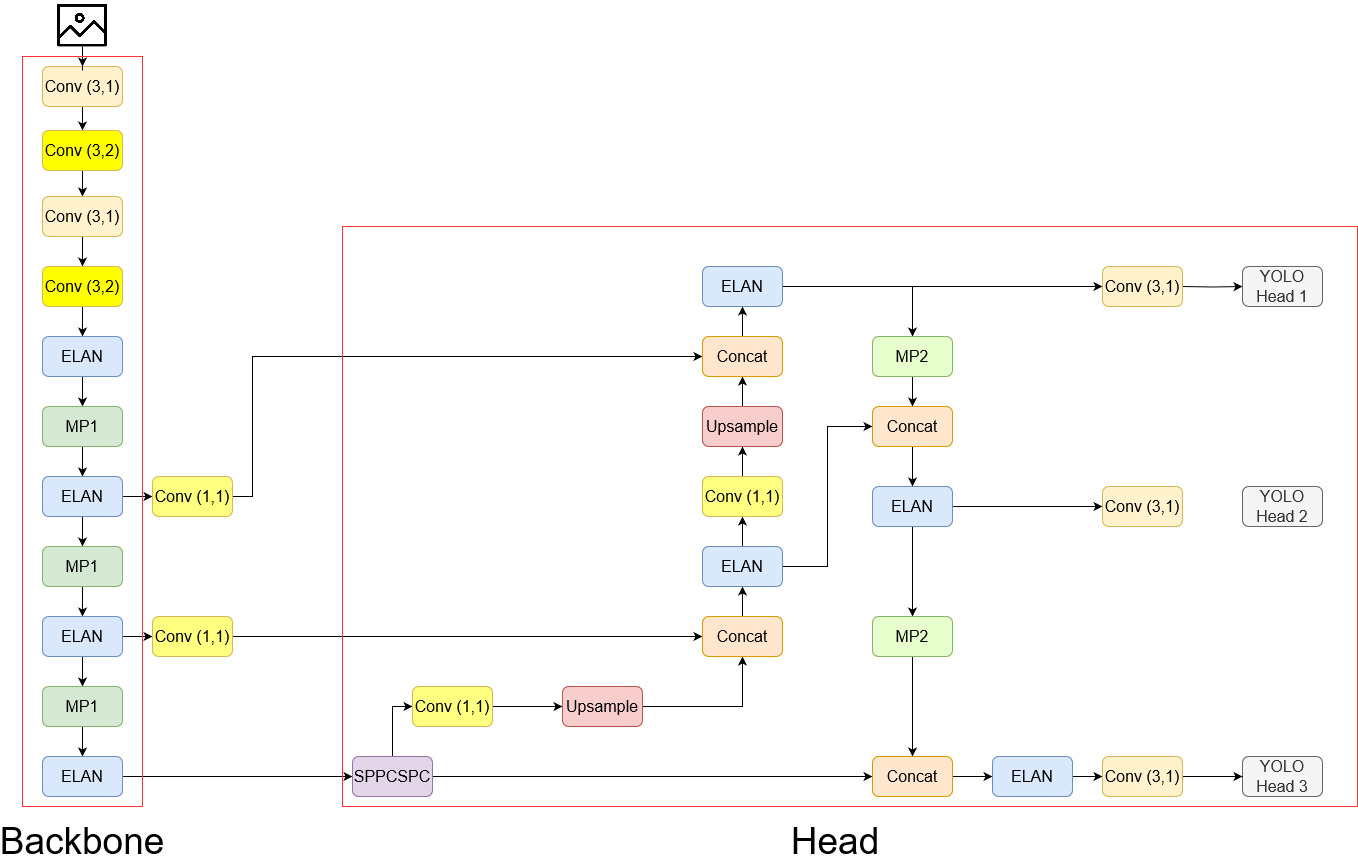 Conv (3,1)
Conv (3,2)
Conv (3,1)
Conv (3,2)
ELAN
MP1
ELAN
Conv (1,1)
MP1
ELAN
Conv (1,1)
MP1
ELAN
Backbone
SPPCSPC
Conv (1,1)
Upsample
Concat
ELAN
Conv (1,1)
Upsample
Concat
ELAN
MP2
Concat
ELAN
MP2
Concat
ELAN
Conv (3,1)
YOLO
Head 1
Conv (3,1)
YOLO
Head 2
Conv (3,1)
YOLO
Head 3
Head